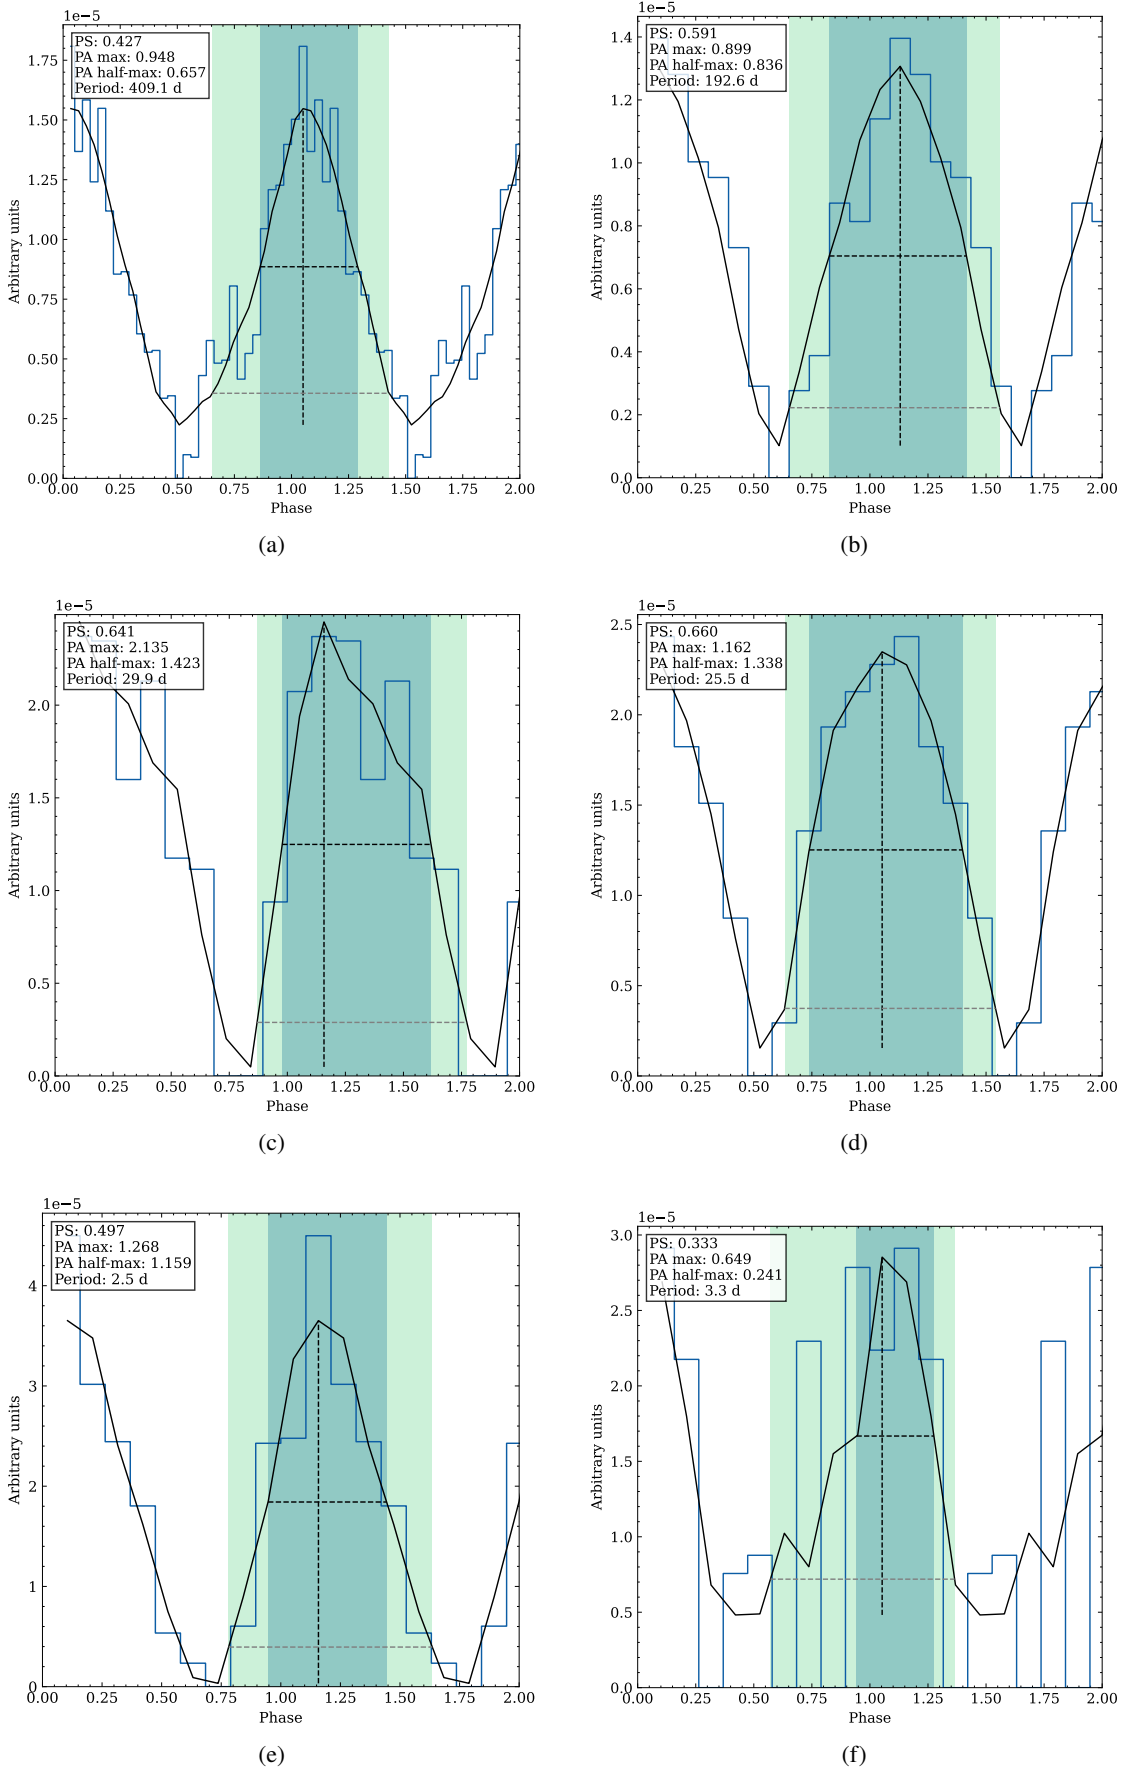 1e−5
PS: 0.427
PA max: 0.948
PA half-max: 0.657
Period: 409.1 d
1.75
1.50
1.25
1.00
0.75
0.50
0.25
0.00
Arbitrary units
0.00 0.25 0.50 0.75 1.00 1.25 1.50 1.75 2.00
Phase
(a)
1e−5
PS: 0.591
PA max: 0.899
PA half-max: 0.836
Period: 192.6 d
1.4
1.2
1.0
0.8
0.6
0.4
0.2
0.0
Arbitrary units
0.00 0.25 0.50 0.75 1.00 1.25 1.50 1.75 2.00
Phase
(b)
1e−5
PS: 0.641
PA max: 2.135
PA half-max: 1.423
Period: 29.9 d
2.0
1.5
1.0
0.5
0.0
Arbitrary units
0.00 0.25 0.50 0.75 1.00 1.25 1.50 1.75 2.00
Phase
(c)
1e−5
PS: 0.660
PA max: 1.162
PA half-max: 1.338
Period: 25.5 d
2.5
2.0
1.5
1.0
0.5
0.0
Arbitrary units
0.00 0.25 0.50 0.75 1.00 1.25 1.50 1.75 2.00
Phase
(d)
1e−5
PS: 0.497
PA max: 1.268
PA half-max: 1.159
Period: 2.5 d
4
3
2
1
0
Arbitrary units
0.00 0.25 0.50 0.75 1.00 1.25 1.50 1.75 2.00
Phase
(e)
1e−5
PS: 0.333
PA max: 0.649
PA half-max: 0.241
Period: 3.3 d
3.0
2.5
2.0
1.5
1.0
0.5
0.0
Arbitrary units
0.00 0.25 0.50 0.75 1.00 1.25 1.50 1.75 2.00
Phase
(f)